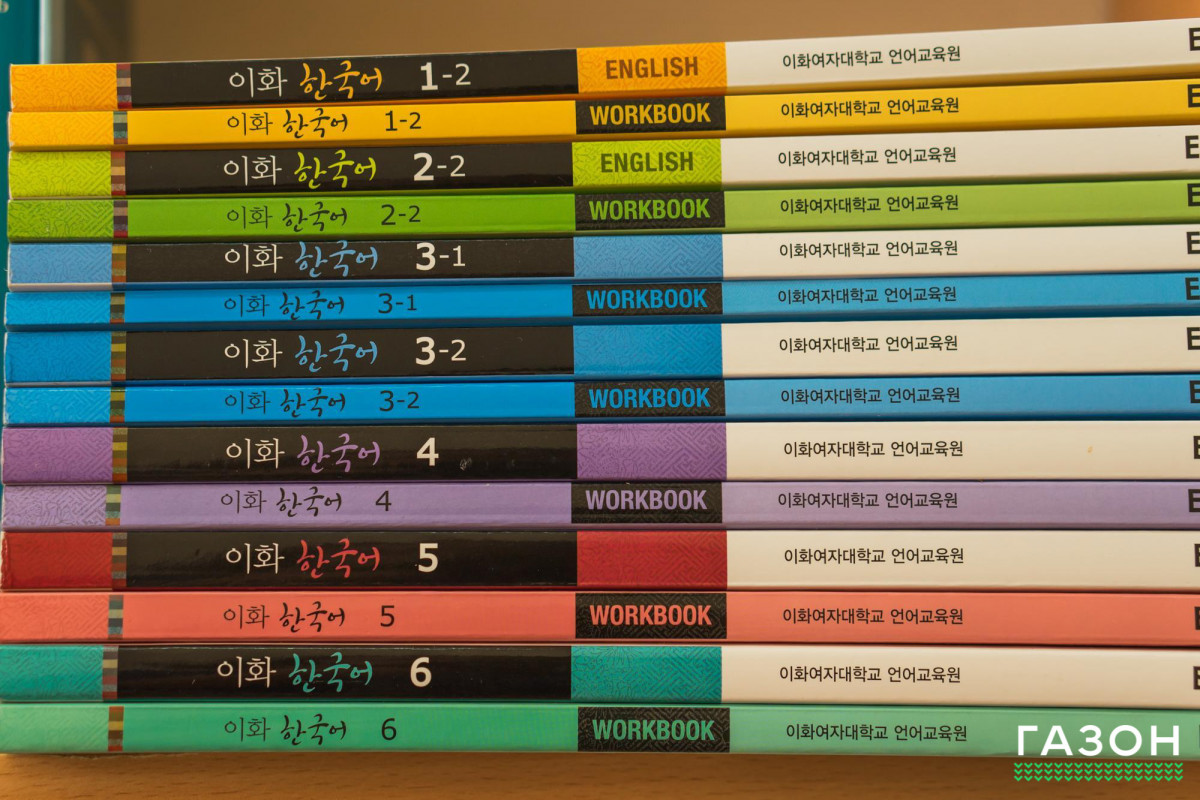 이화 한국어 1-2 ENGLISH 이화여자대학교 언어교육원
이화 한국어 1-2 WORKBOOK 이화여자대학교 언어교육원
이화 한국어 2-2 ENGLISH 이화여자대학교 언어교육원
이화 한국어 2-2 WORKBOOK 이화여자대학교 언어교육원
이화 한국어 3-1 이화여자대학교 언어교육원
이화 한국어 3-1 WORKBOOK 이화여자대학교 언어교육원
이화 한국어 3-2 이화여자대학교 언어교육원
이화 한국어 3-2 WORKBOOK 이화여자대학교 언어교육원
이화 한국어 4 이화여자대학교 언어교육원
이화 한국어 4 WORKBOOK 이화여자대학교 언어교육원
이화 한국어 5 이화여자대학교 언어교육원
이화 한국어 5 WORKBOOK 이화여자대학교 언어교육원
이화 한국어 6 이화여자대학교 언어교육원
이화 한국어 6 WORKBOOK 이화여자대학교 언어교육원
ГАЗОН